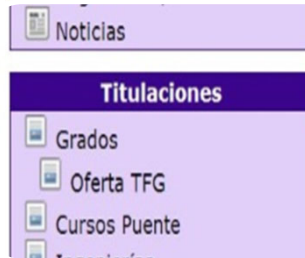 Noticias
Titulaciones
Grados
Oferta TFG
Cursos Puente